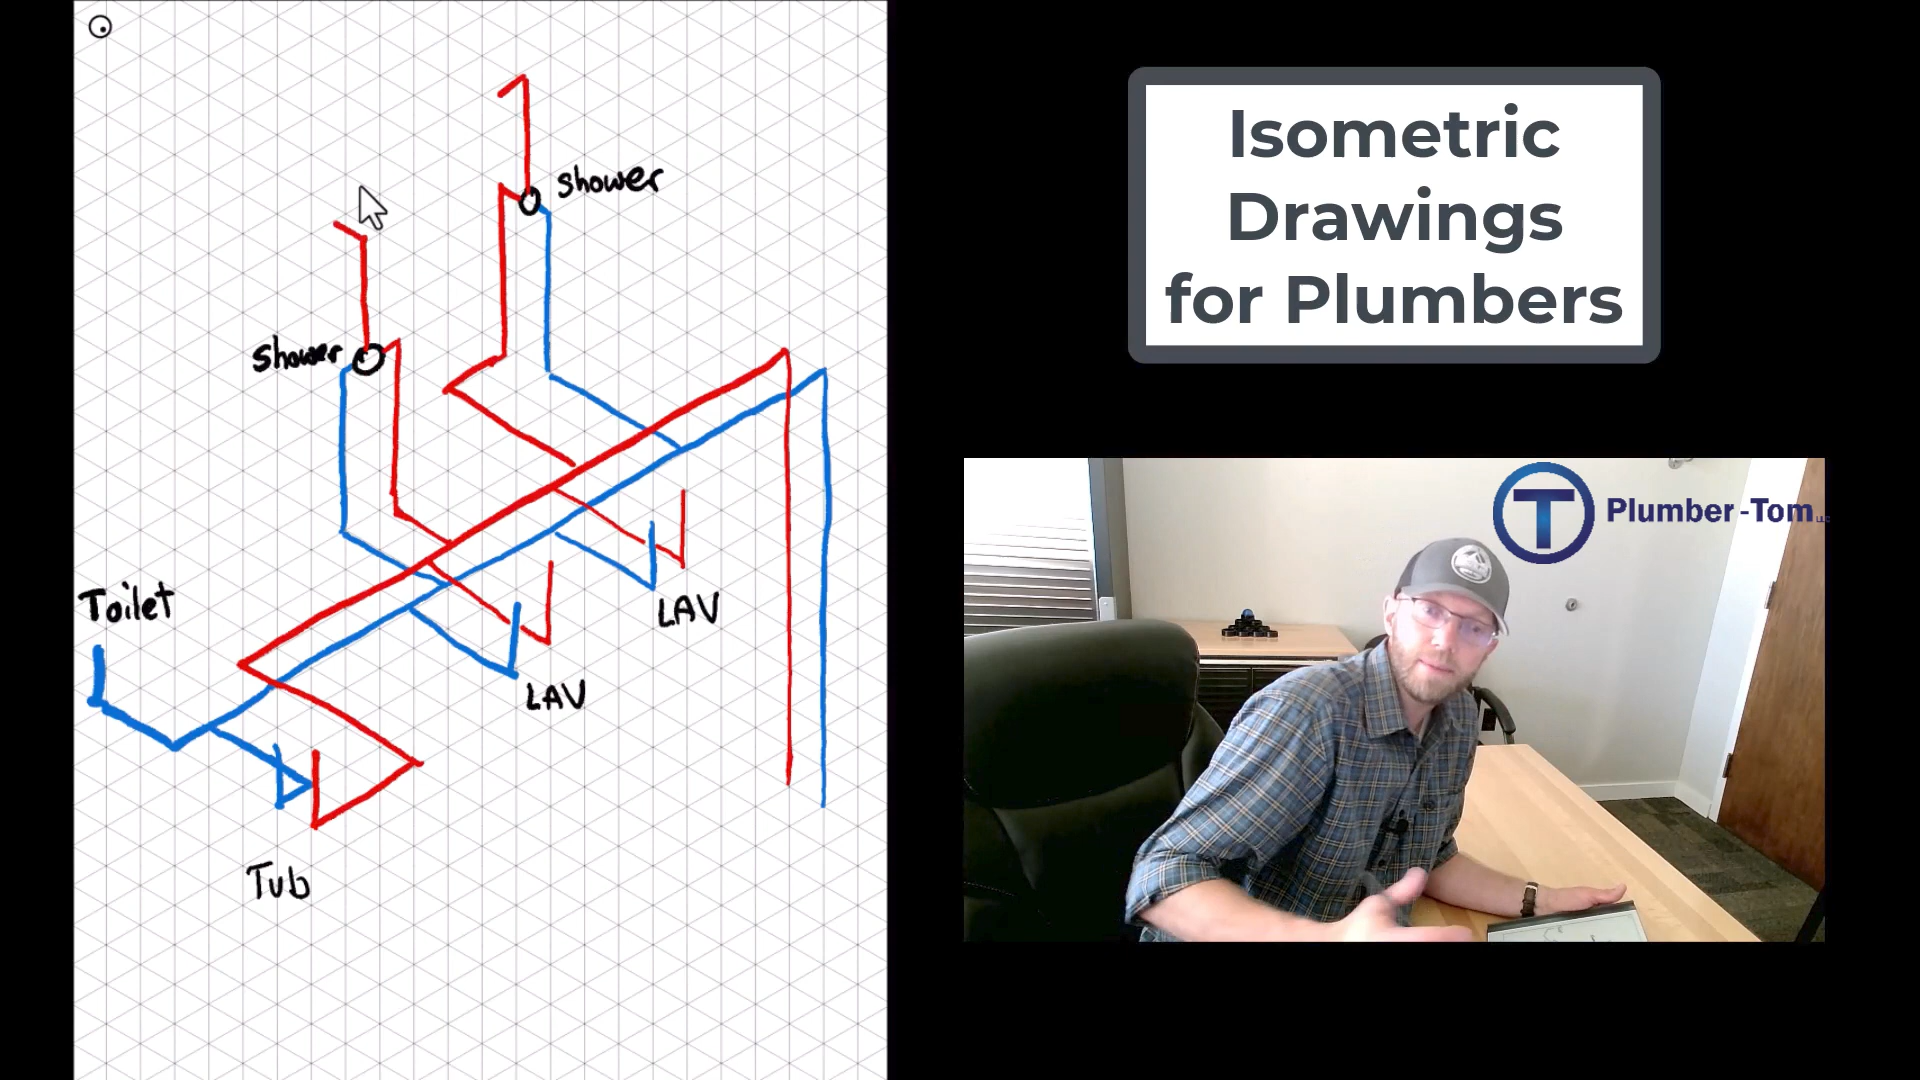 shower
shower
Toilet
LAV
LAV
Tub
Isometric
Drawings
for Plumbers
T
Plumber-Tom